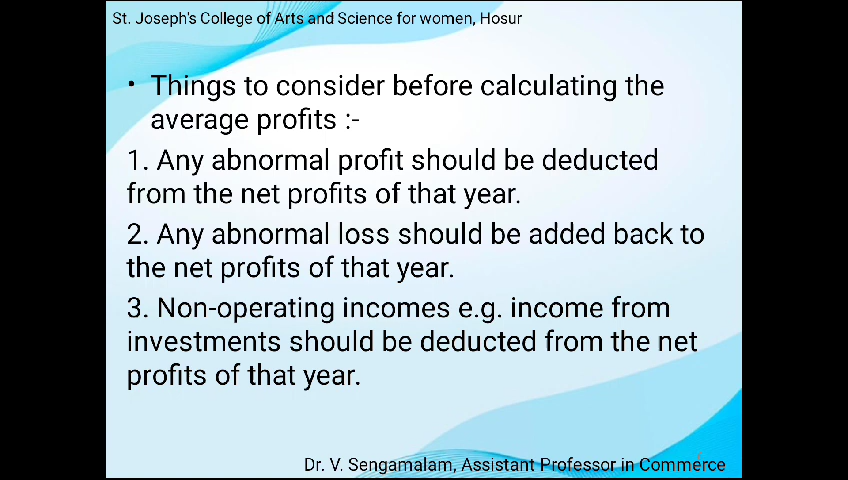 St. Joseph's College of Arts and Science for women, Hosur
• Things to consider before calculating the
average profits :-
1. Any abnormal profit should be deducted
from the net profits of that year.
2. Any abnormal loss should be added back to
the net profits of that year.
3. Non-operating incomes e.g. income from
investments should be deducted from the net
profits of that year.
Dr. V. Sengamalam, Assistant Professor in Commerce